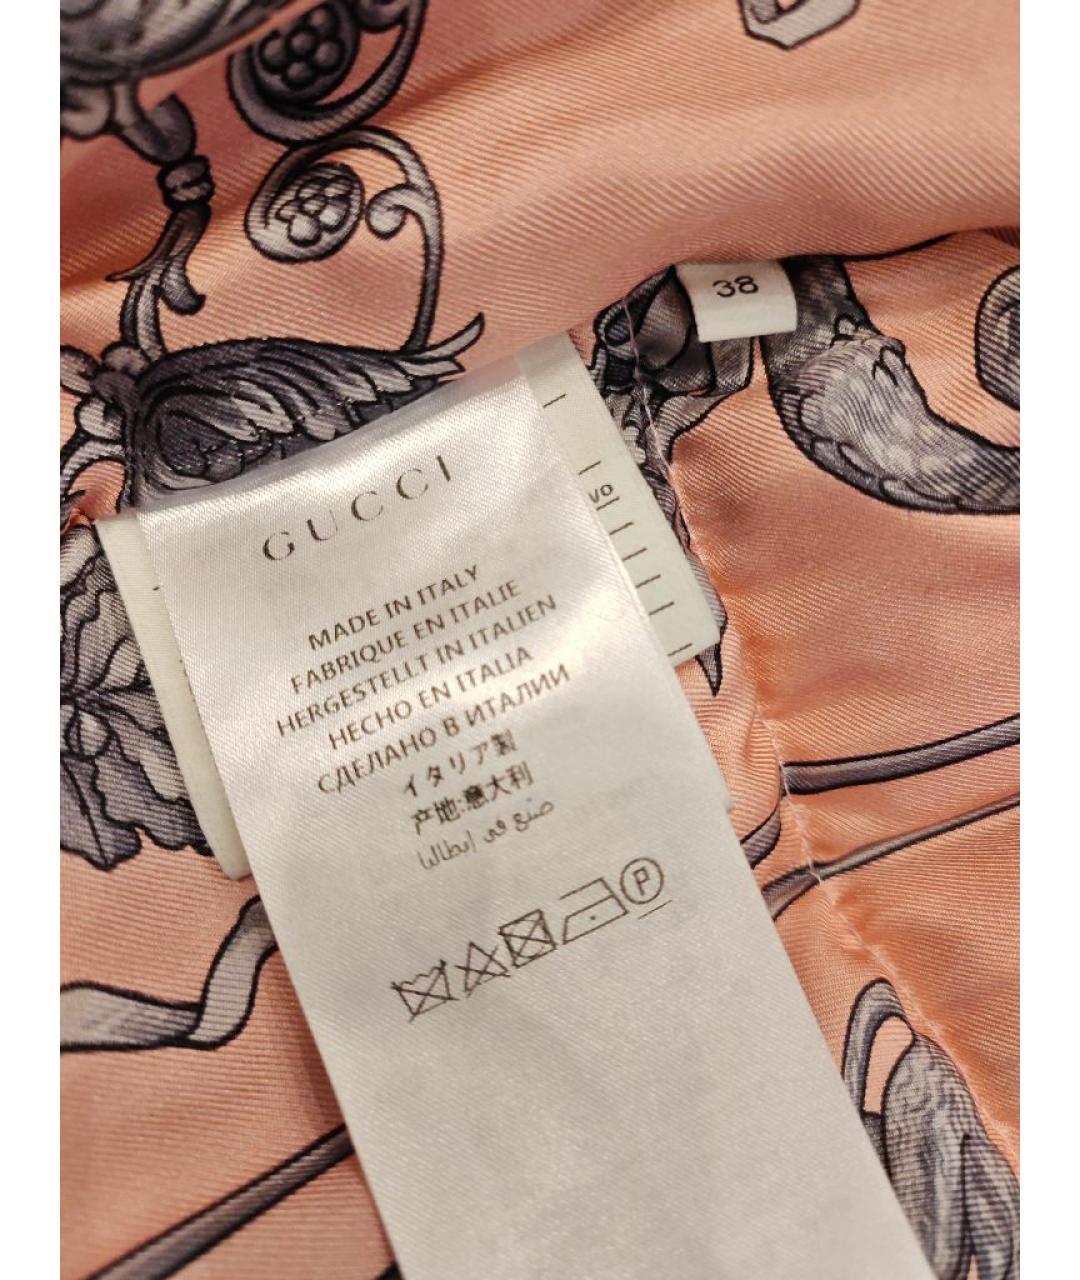 38
GUCCI
MADE IN ITALY
FABRIQUE EN ITALIE
HERGESTELLT IN ITALIEN
HECHO EN ITALIA
СДЕЛАНО В ИТАЛИИ
イタリア製
产地:意大利
صنع في إيطاليا
P